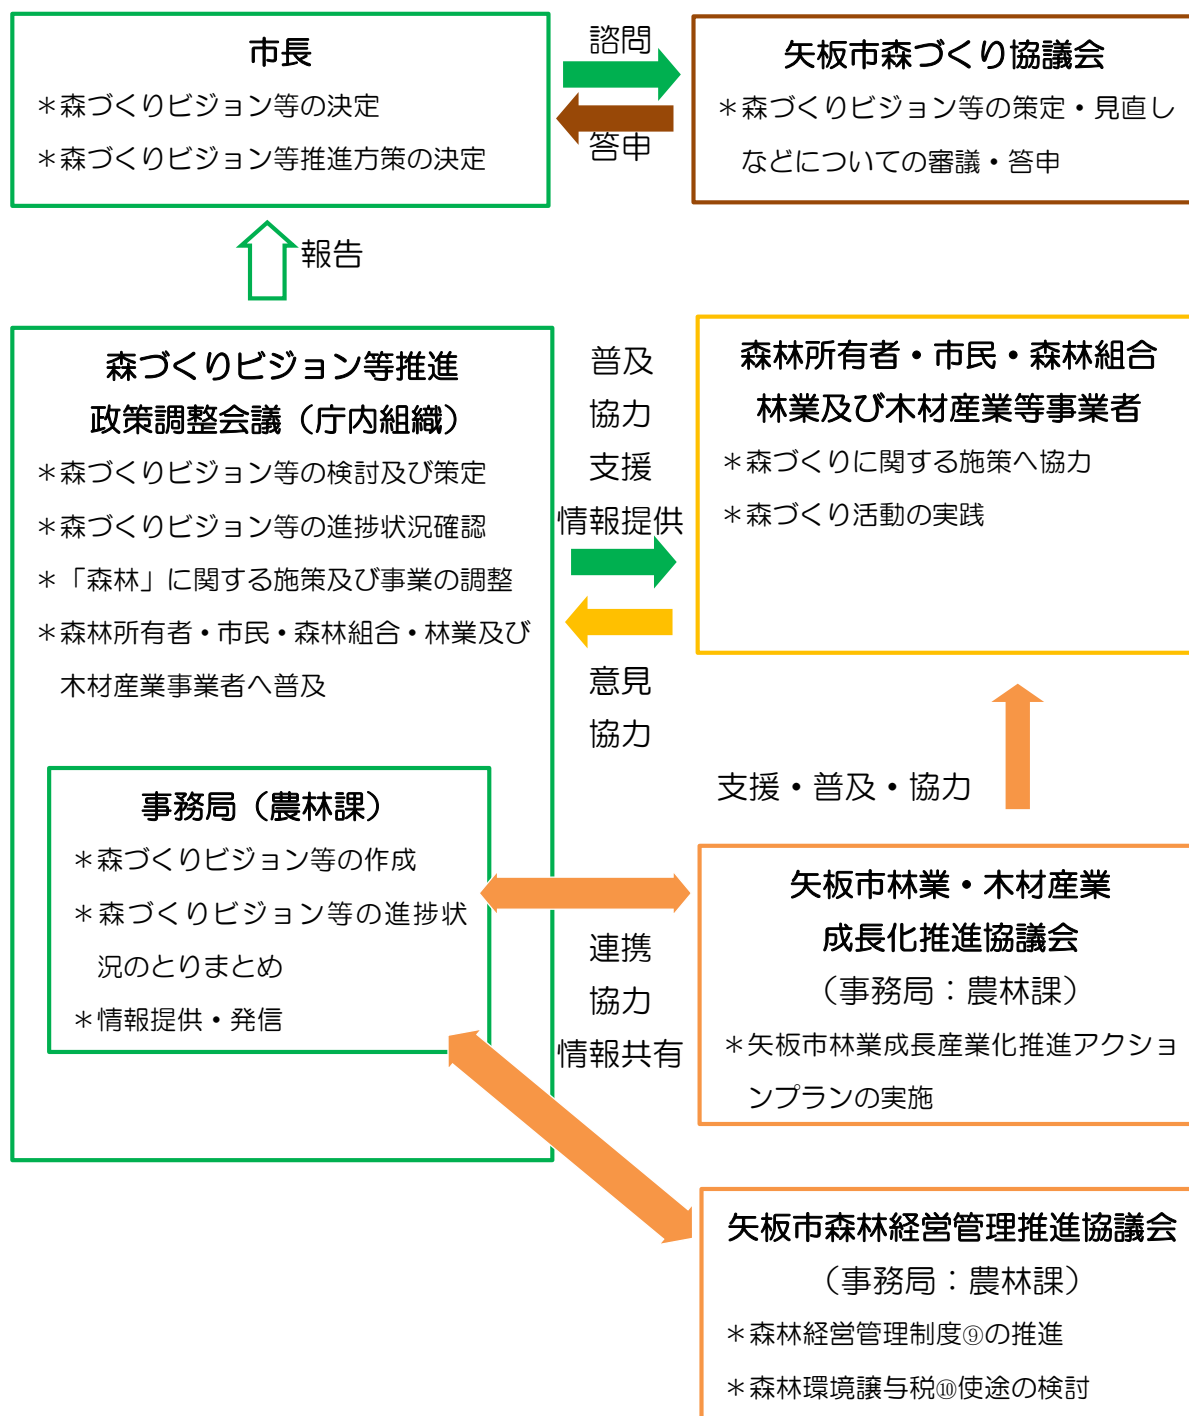 市長
＊森づくりビジョン等の決定
＊森づくりビジョン等推進方策の決定
諮問
答申
矢板市森づくり協議会
＊森づくりビジョン等の策定・見直し
などについての審議・答申
報告
森づくりビジョン等推進
政策調整会議（庁内組織）
＊森づくりビジョン等の検討及び策定
＊森づくりビジョン等の進捗状況確認
＊「森林」に関する施策及び事業の調整
＊森林所有者・市民・森林組合・林業及び
木材産業事業者へ普及
普及
協力
支援
情報提供
意見
協力
森林所有者・市民・森林組合
林業及び木材産業等事業者
＊森づくりに関する施策へ協力
＊森づくり活動の実践
支援・普及・協力
事務局（農林課）
＊森づくりビジョン等の作成
＊森づくりビジョン等の進捗状
況のとりまとめ
＊情報提供・発信
連携
協力
情報共有
矢板市林業・木材産業
成長化推進協議会
（事務局：農林課）
＊矢板市林業成長産業化推進アクショ
ンプランの実施
矢板市森林経営管理推進協議会
（事務局：農林課）
＊森林経営管理制度⑨の推進
＊森林環境譲与税⑩使途の検討